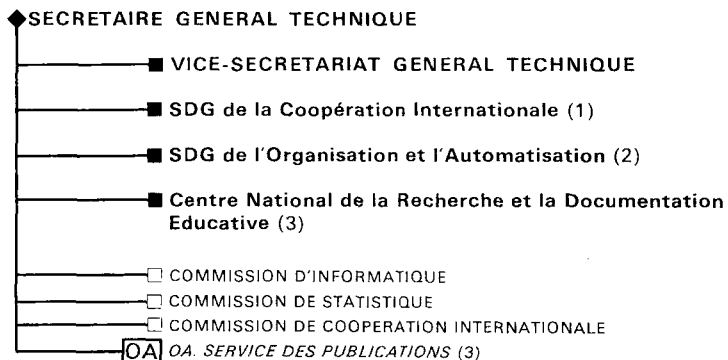 SECRETAIRE GENERAL TECHNIQUE
VICE-SECRETARIAT GENERAL TECHNIQUE
SDG de la Coopération Internationale (1)
SDG de l'Organisation et l'Automatisation (2)
Centre National de la Recherche et la Documentation
Educative (3)
COMMISSION D'INFORMATIQUE
COMMISSION DE STATISTIQUE
COMMISSION DE COOPERATION INTERNATIONALE
OA OA. SERVICE DES PUBLICATIONS (3)